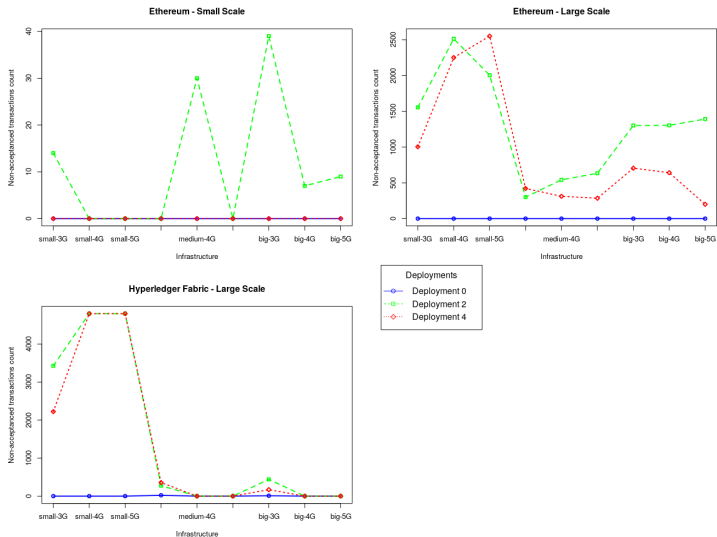 Ethereum - Small Scale
Non-acceptanced transactions count
0
10
20
30
40
small-3G
small-4G
small-5G
medium-4G
big-3G
big-4G
big-5G
Infrastructure
Ethereum - Large Scale
Non-acceptanced transactions count
0
500
1000
1500
2000
2500
small-3G
small-4G
small-5G
medium-4G
big-3G
big-4G
big-5G
Infrastructure
Hyperledger Fabric - Large Scale
Non-acceptanced transactions count
0
1000
2000
3000
4000
small-3G
small-4G
small-5G
medium-4G
big-3G
big-4G
big-5G
Infrastructure
Deployments
Deployment 0
Deployment 2
Deployment 4